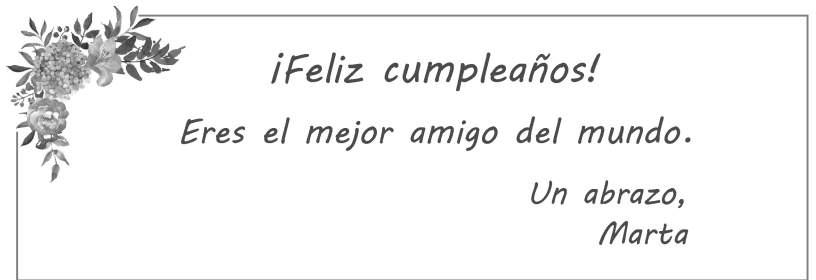 ¡Feliz cumpleaños!
Eres el mejor amigo del mundo.
Un abrazo,
Marta